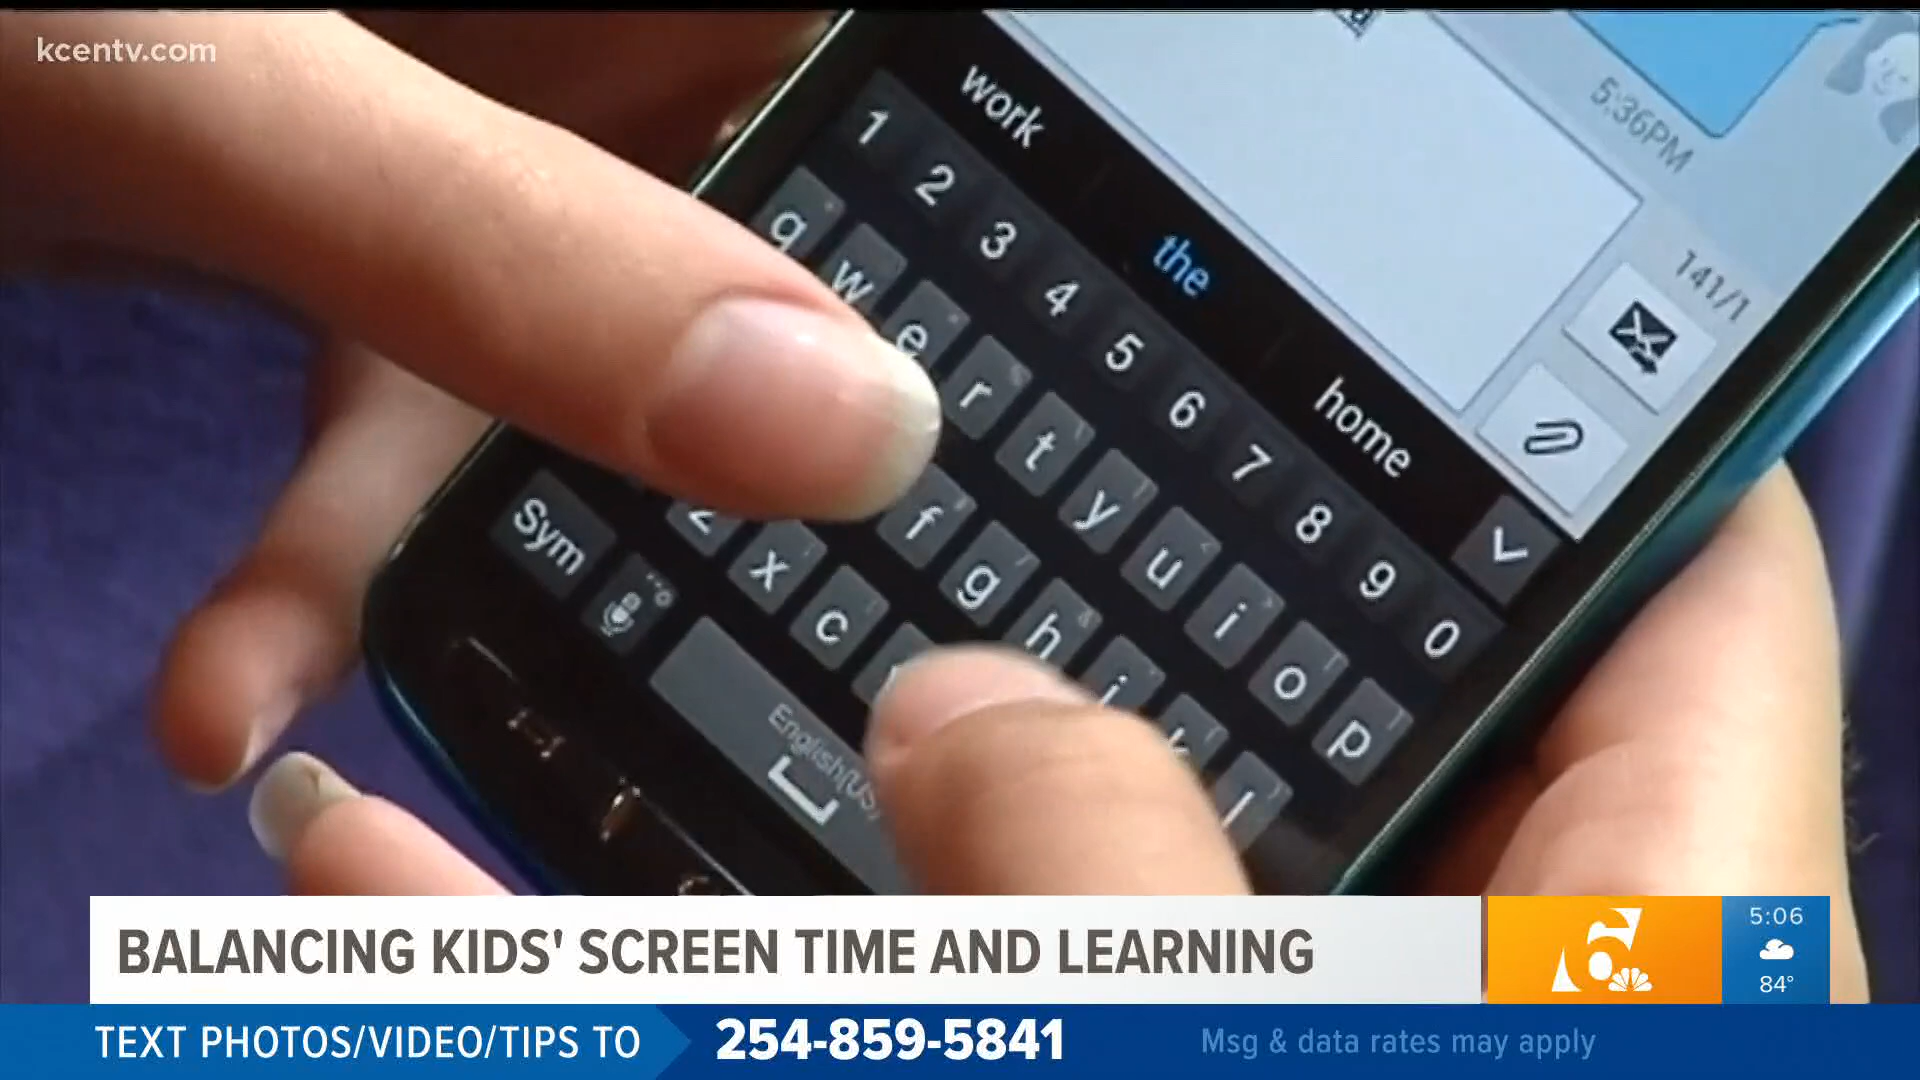 kcentv.com
5:36PM
141/1
work
the
home
1 2 3 4 5 6 7 8 9 0
q w e r t y u i o p
f g h j k l
z x c
Sym
English(US)
BALANCING KIDS' SCREEN TIME AND LEARNING
6
5:06
84°
TEXT PHOTOS/VIDEO/TIPS TO
254-859-5841
Msg & data rates may apply